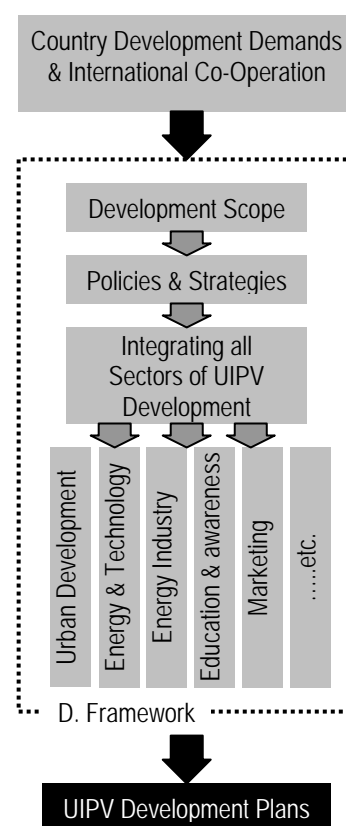 Country Development Demands
& International Co-Operation
Development Scope
Policies & Strategies
Integrating all
Sectors of UIPV
Development
Urban Development
Energy & Technology
Energy Industry
Education & awareness
Marketing
…..etc.
D. Framework
UIPV Development Plans